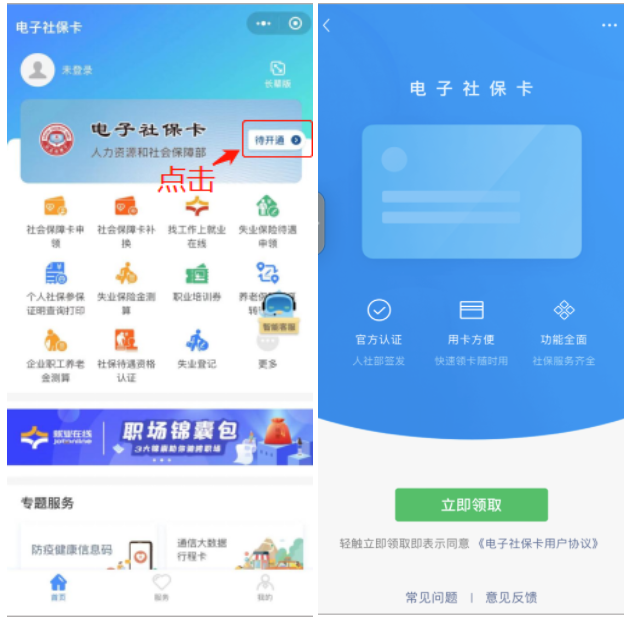 电子社保卡
未登录
长辈版
电子社保卡
人力资源和社会保障部
待开通
点击
社会保障卡申
领
社会保障卡补
换
找工作上就业
在线
失业保险待遇
申领
个人社保参保
证明查询打印
失业保险金测
算
职业培训券
养老保
转
智能客服
企业职工养老
金测算
社保待遇资格
认证
失业登记
更多
就业在线
职场锦囊包
3大锦囊助你驰骋职场
专题服务
防疫健康信息码
通信大数据
行程卡
首页
服务
我的
电子社保卡
官方认证
人社部签发
用卡方便
快速领卡随时用
功能全面
社保服务齐全
立即领取
轻触立即领取即表示同意《电子社保卡用户协议》
常见问题 | 意见反馈